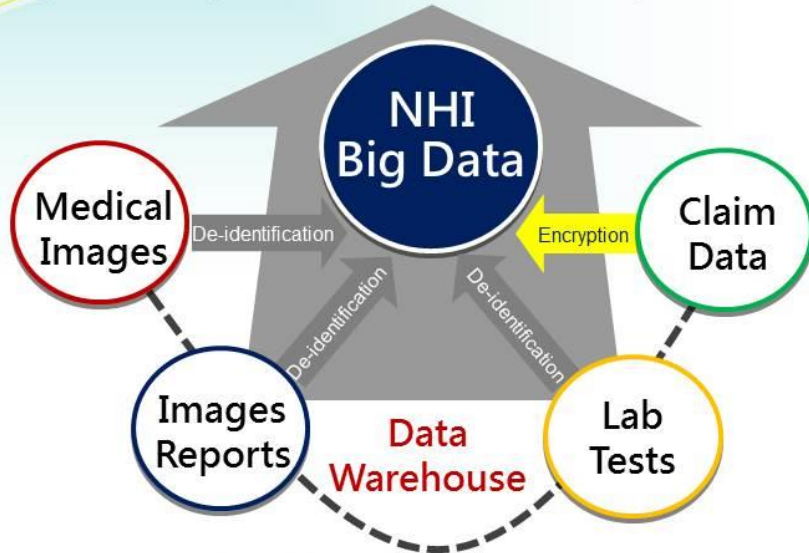 NHI
Big Data
Medical
Images
De-identification
Encryption
Claim
Data
De-identification
De-identification
Images
Reports
Data
Warehouse
Lab
Tests